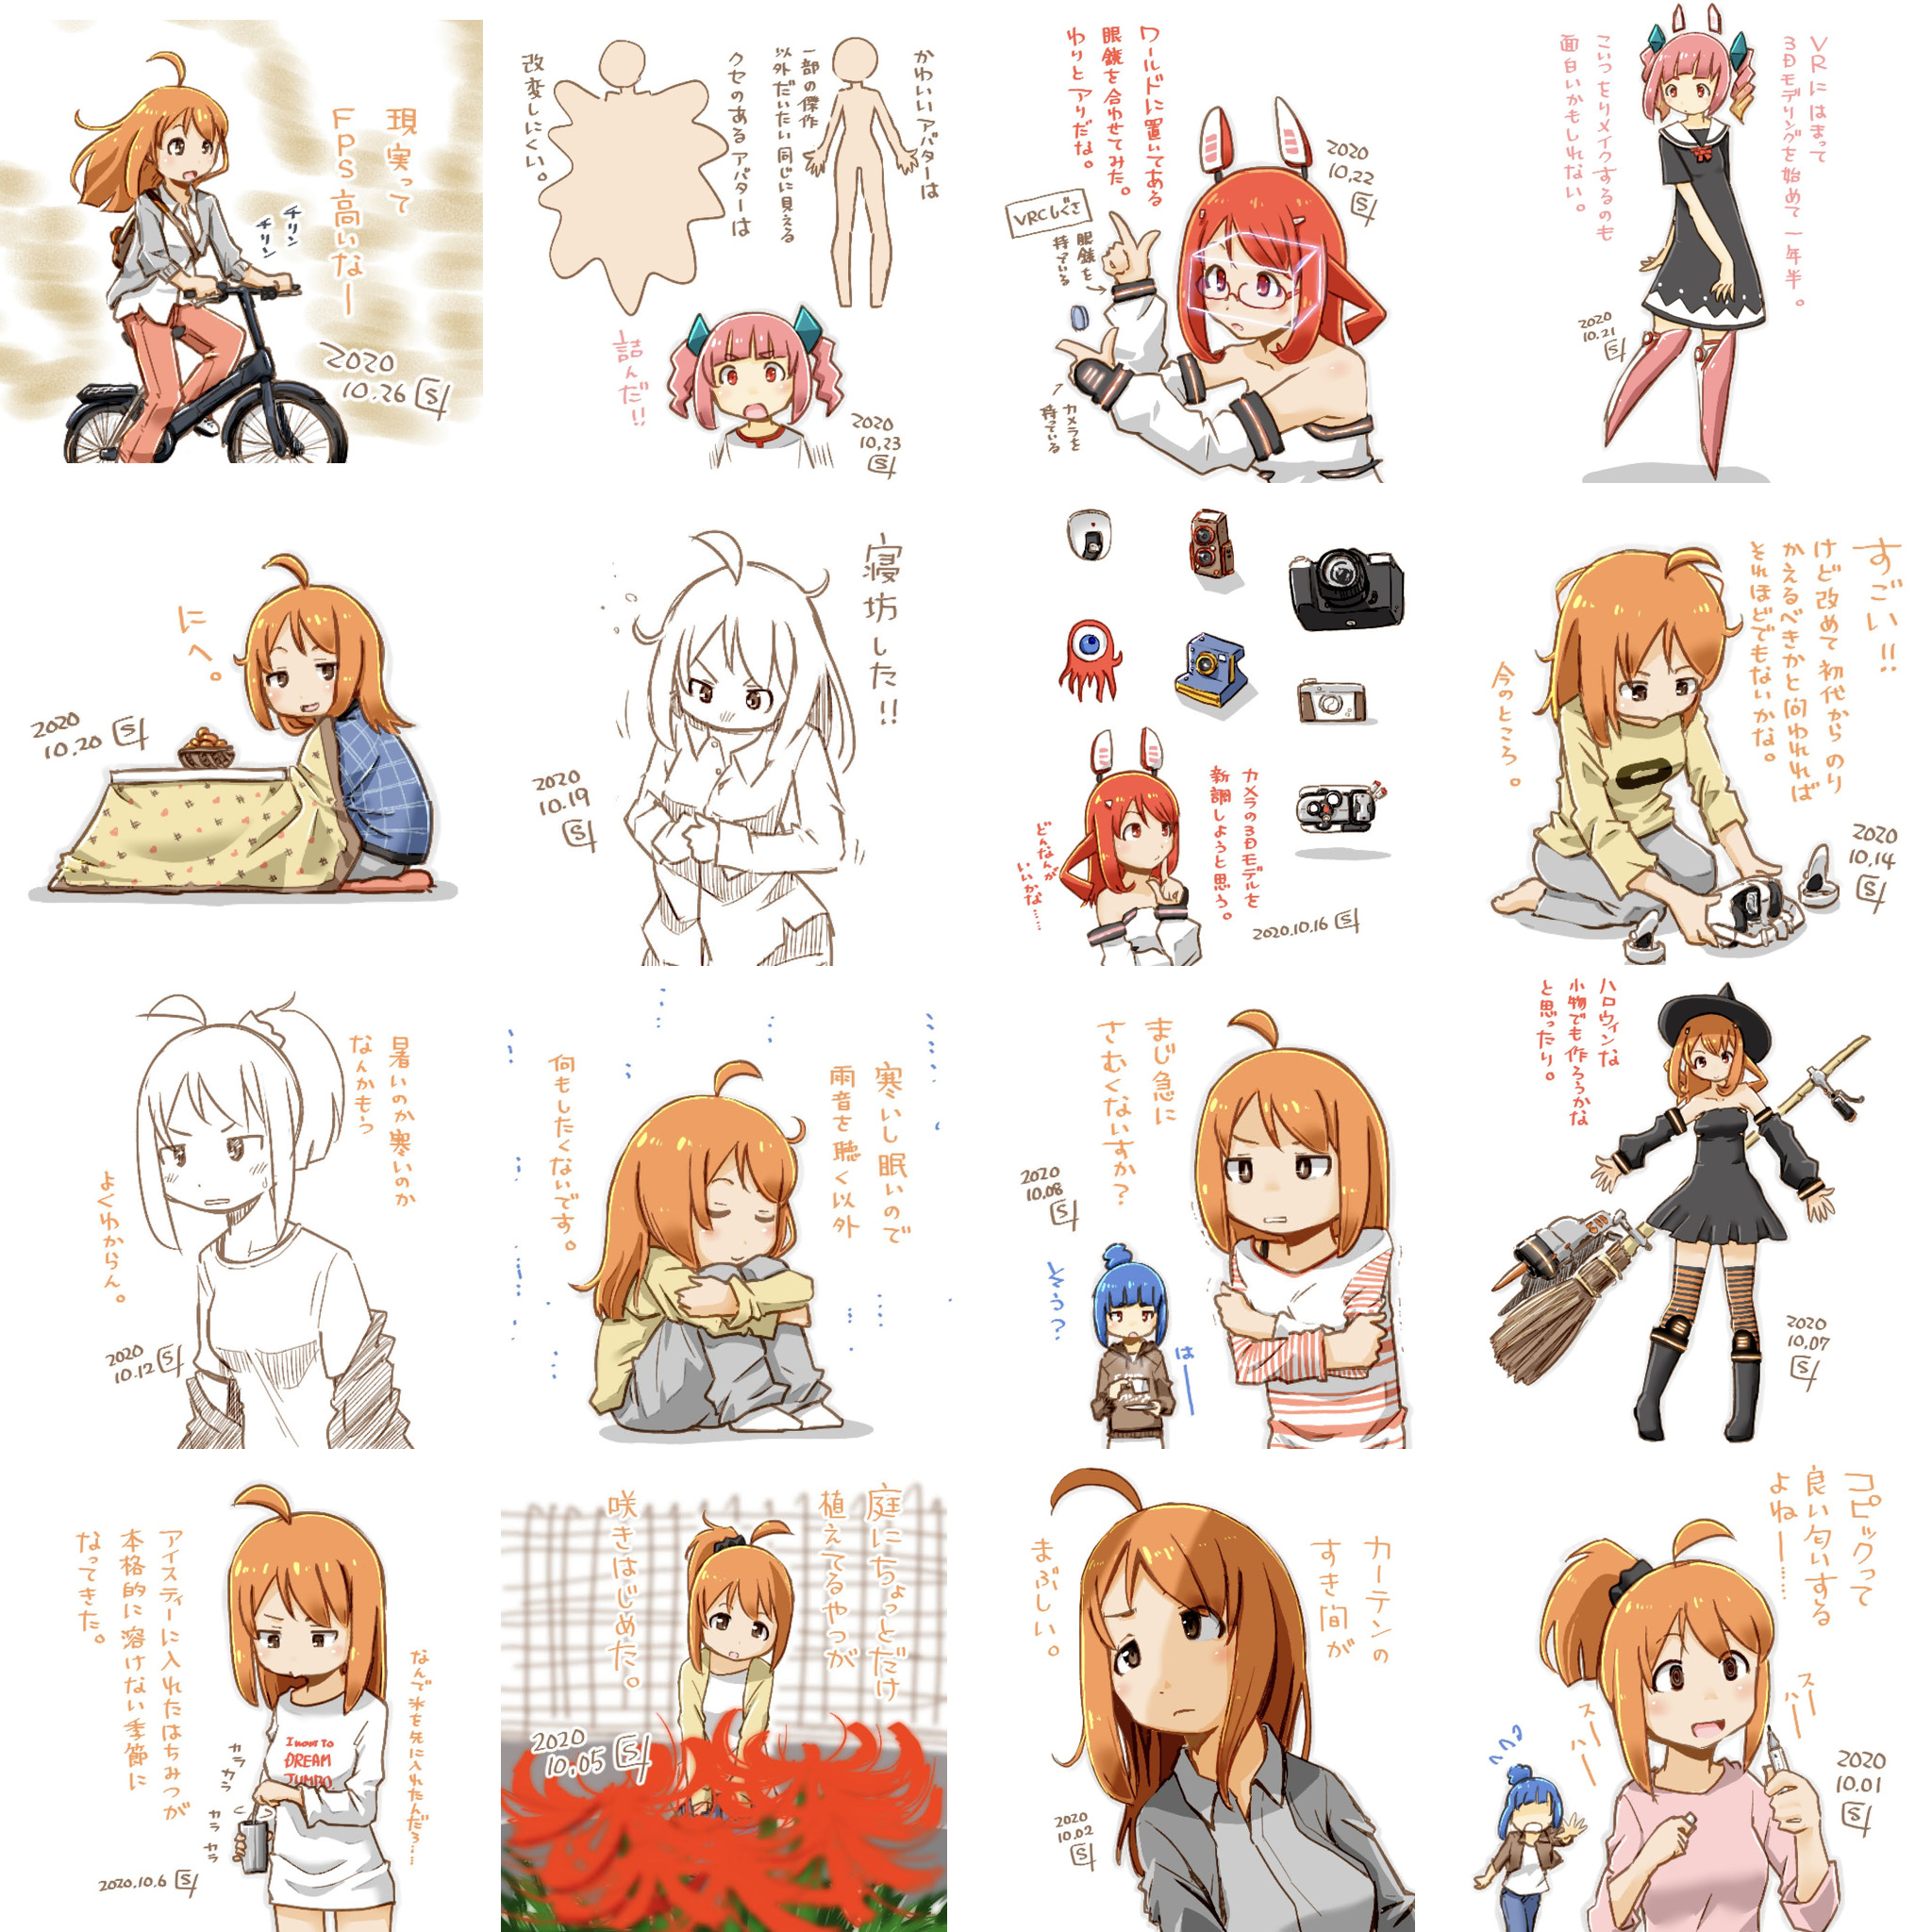 現実って
FPS高いなー
チリン
チリン
2020
10.26
かわいいアバターは
一部の傑作
以外だいたい同じに見える
クセのあるアバターは
改変しにくい。
詰んだ!!
2020
10.23
ワールドに置いてある
眼鏡を合わせてみた。
わりとアリだな。
VRCしぐさ
眼鏡を
持っている
カメラを
持っている
2020
10.22
VRにはまって
3Dモデリングを始めて一年半。
こいつをリメイクするのも
面白いかもしれない。
2020
10.21
にへ。
2020
10.20
寝坊した!!
2020
10.19
カメラの3Dモデルを
新調しようと思う。
どんなんが
いいかな……
2020.10.16
すごい!!
けど改めて初代からのり
かえるべきかと問われれば
それほどでもないかな。
今のところ。
2020
10.14
暑いのか寒いのか
なんかもう
よくわからん。
2020
10.12
寒いし眠いので
雨音を聴く以外
何もしたくないです。
まじ急に
さむくないすか?
2020
10.08
そう?
はー
ハロウィンな
小物でも作ろうかな
と思ったり。
2020
10.07
アイスティーに入れたはちみつが
本格的に溶けない季節に
なってきた。
なんで氷を先に入れたんだろ……
カラ
カラ
カラ
カラ
I WANT TO
DREAM
JUMBO
2020.10.6
庭にちょっとだけ
植えてるやつが
咲きはじめた。
2020
10.05
カーテンの
すき間が
まぶしい。
2020
10.02
コピックって
良い匂いする
よねー……
スー
ハー
スー
ハー
2020
10.01